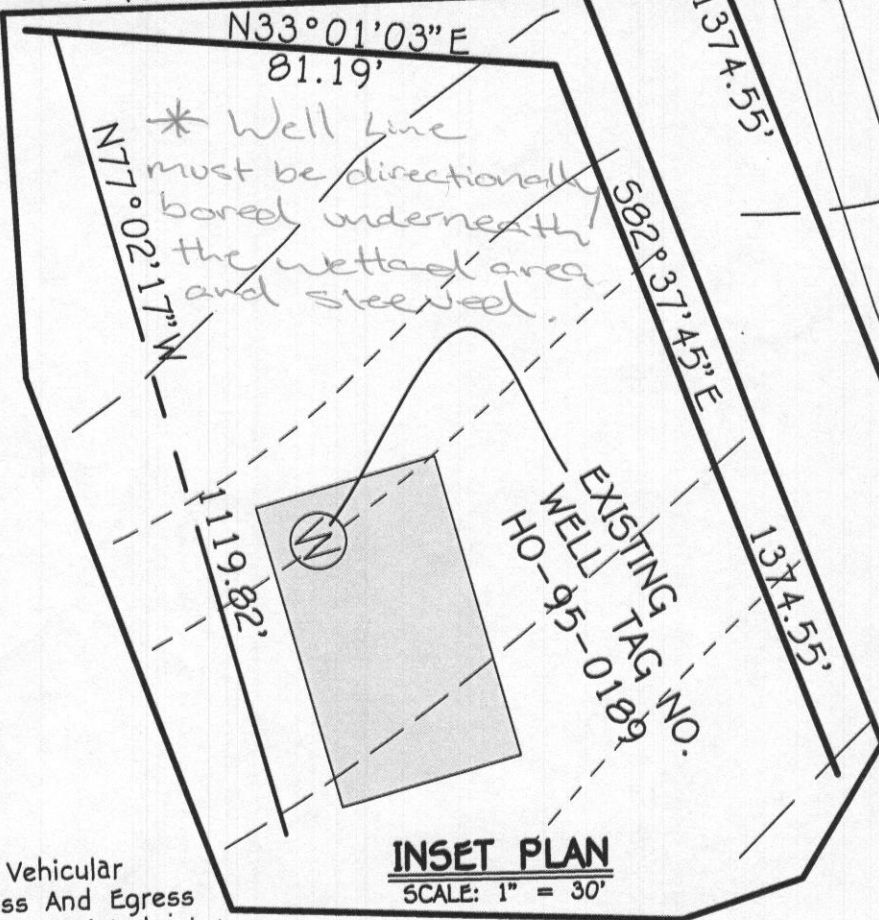 N33°01'03"E
81.19'
1374.55'
* Well Line
must be directionally
bored underneath
the wetland area
and sleeved.
N77°02'17"W
1119.82'
S82°37'45"E
1374.55'
W
EXISTING
WELL TAG NO.
HO-95-0189
INSET PLAN
SCALE: 1" = 30'
Vehicular
ss And Egress